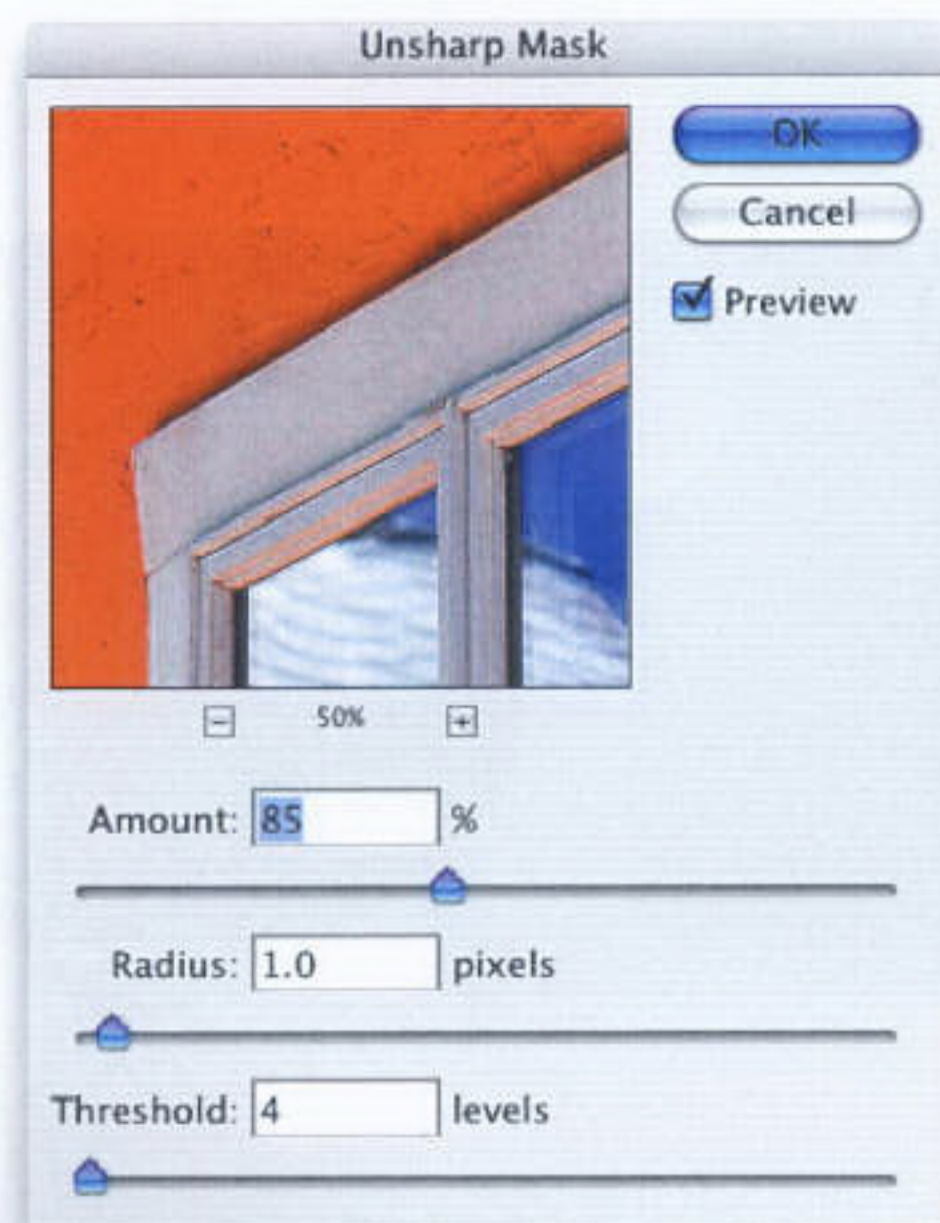 Unsharp Mask
OK
Cancel
Preview
50%
Amount: 85 %
Radius: 1.0 pixels
Threshold: 4 levels